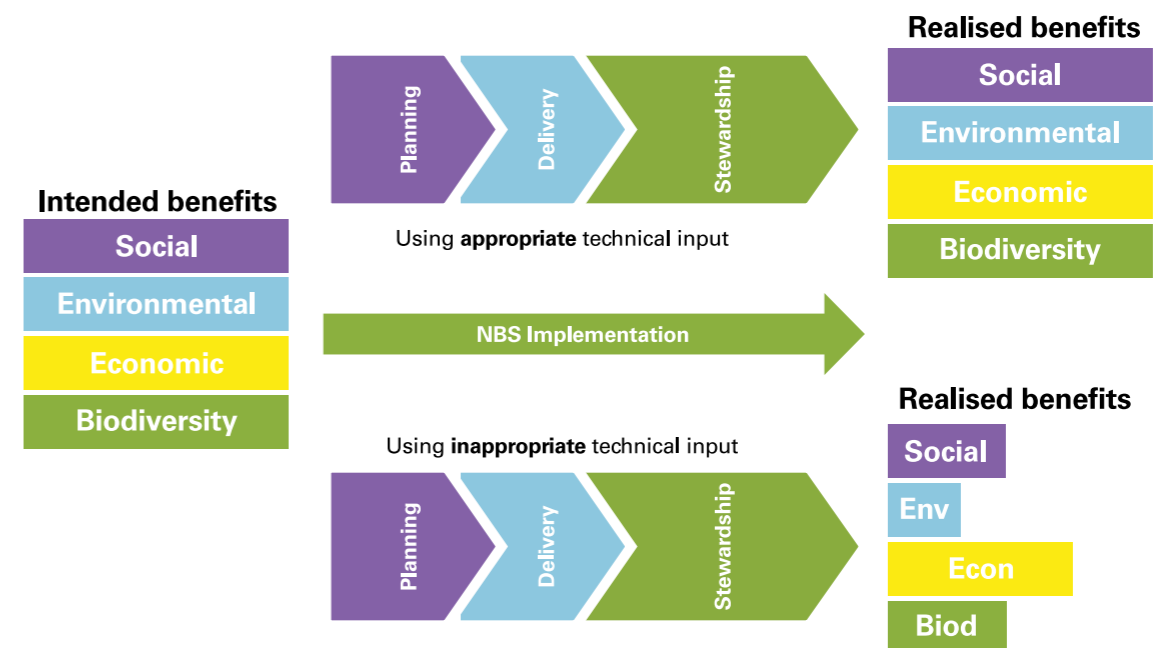 Intended benefits
Social
Environmental
Economic
Biodiversity
Planning
Delivery
Stewardship
Using appropriate technical input
NBS Implementation
Using inappropriate technical input
Planning
Delivery
Stewardship
Realised benefits
Social
Environmental
Economic
Biodiversity
Realised benefits
Social
Env
Econ
Biod